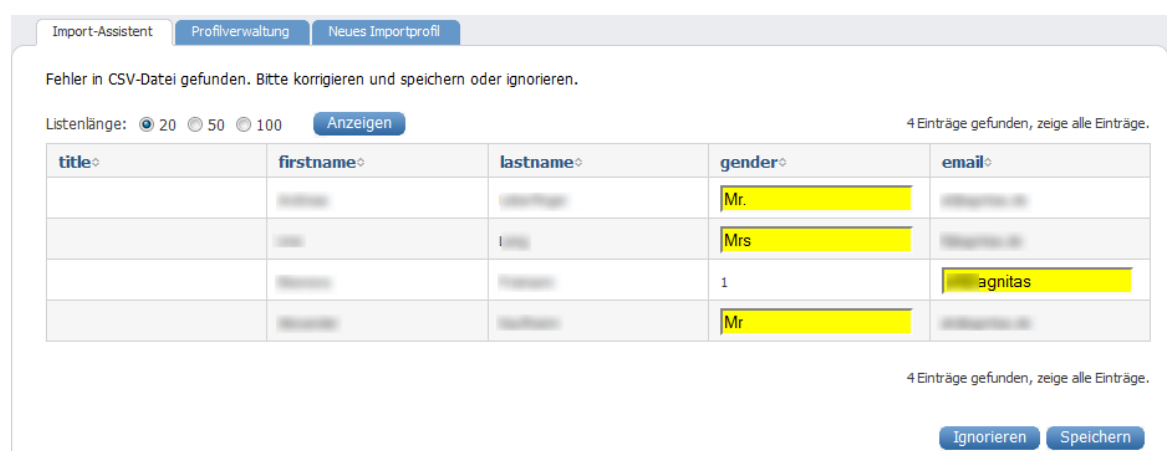 Import-Assistent Profilverwaltung Neues Importprofil
Fehler in CSV-Datei gefunden. Bitte korrigieren und speichern oder ignorieren.
Listenlänge: 20 50 100 Anzeigen 4 Einträge gefunden, zeige alle Einträge.
title firstname lastname gender email
Mr.
Mrs
1 agnitas
Mr
4 Einträge gefunden, zeige alle Einträge.
Ignorieren Speichern